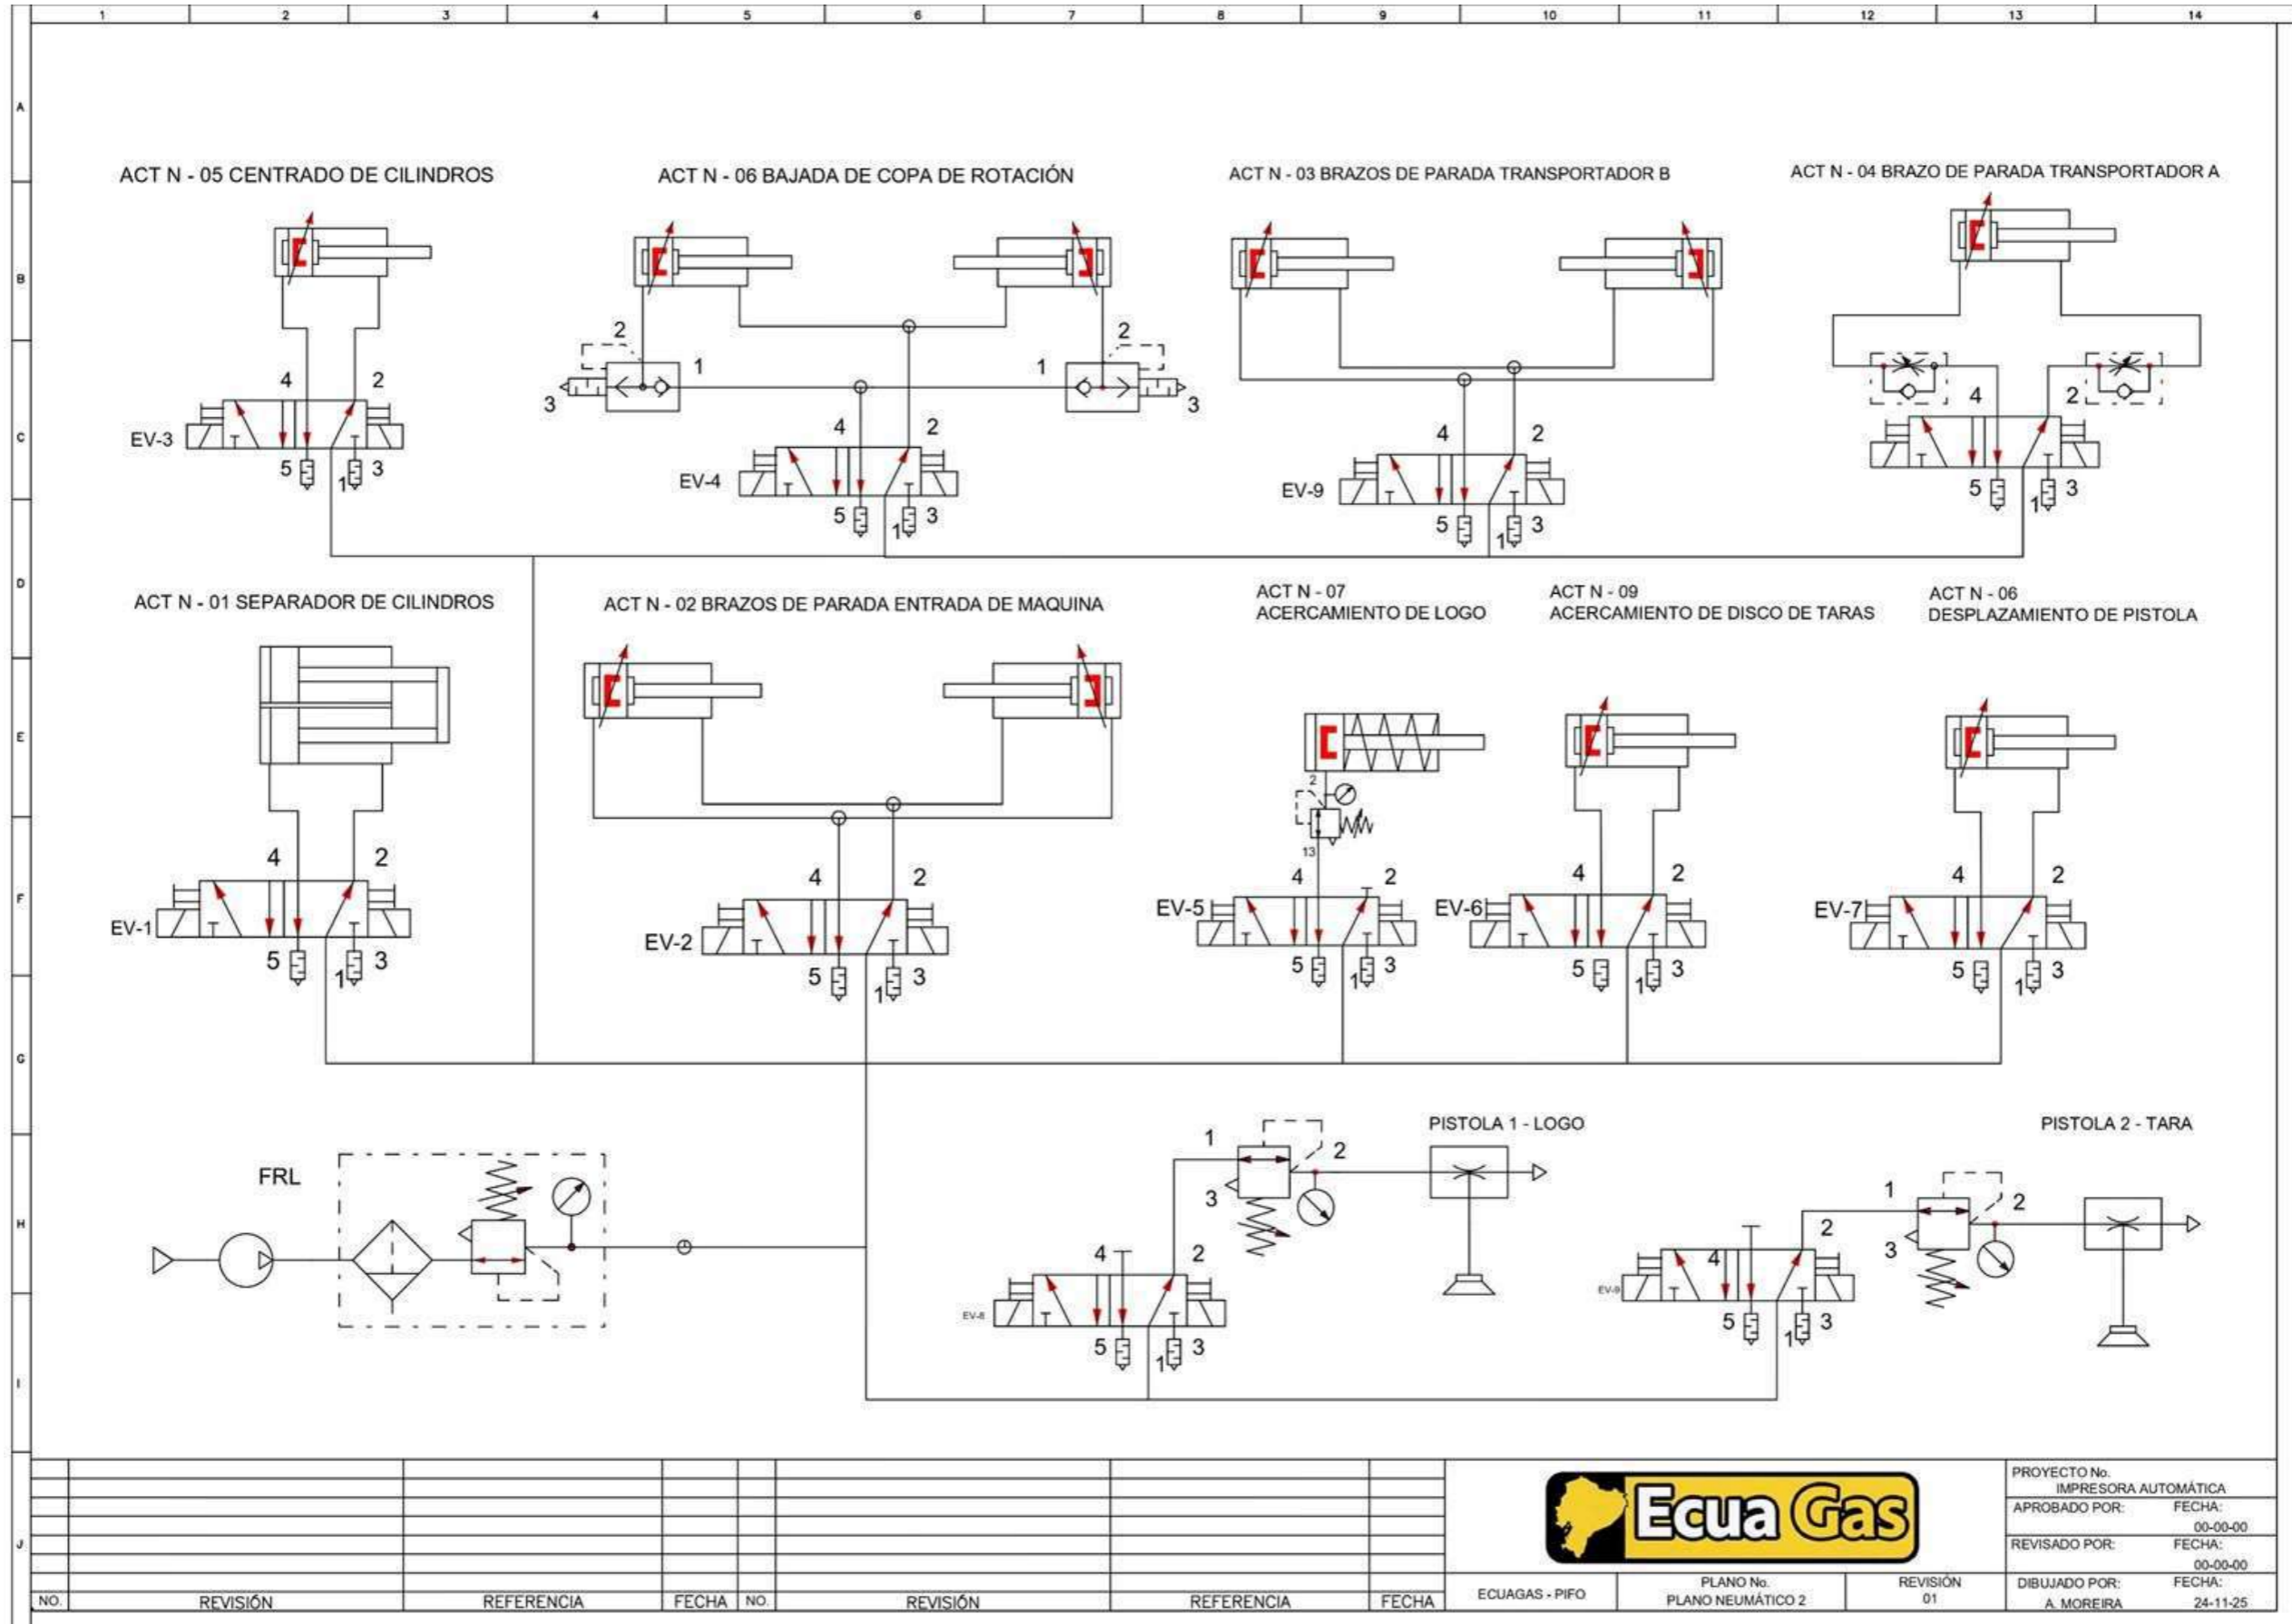 1 2 3 4 5 6 7 8 9 10 11 12 13 14
A
B
C
D
E
F
G
H
I
J
ACT N - 05 CENTRADO DE CILINDROS
4 2
EV-3
5 1 3
ACT N - 06 BAJADA DE COPA DE ROTACIÓN
2 2
1 1
3 3
4 2
EV-4
5 1 3
ACT N - 03 BRAZOS DE PARADA TRANSPORTADOR B
4 2
EV-9
5 1 3
ACT N - 04 BRAZO DE PARADA TRANSPORTADOR A
4 2
5 1 3
ACT N - 01 SEPARADOR DE CILINDROS
4 2
EV-1
5 1 3
ACT N - 02 BRAZOS DE PARADA ENTRADA DE MAQUINA
4 2
EV-2
5 1 3
ACT N - 07
ACERCAMIENTO DE LOGO
2
13
4 2
EV-5
5 1 3
ACT N - 09
ACERCAMIENTO DE DISCO DE TARAS
4 2
EV-6
5 1 3
ACT N - 06
DESPLAZAMIENTO DE PISTOLA
4 2
EV-7
5 1 3
FRL
PISTOLA 1 - LOGO
1 2
3
4 2
EV-8
5 1 3
PISTOLA 2 - TARA
1 2
3
4 2
EV-9
5 1 3
NO. REVISIÓN REFERENCIA FECHA NO. REVISIÓN REFERENCIA FECHA
Ecua Gas
ECUAGAS - PIFO
PLANO No.
PLANO NEUMÁTICO 2
REVISIÓN
01
PROYECTO No.
IMPRESORA AUTOMÁTICA
APROBADO POR: FECHA:
00-00-00
REVISADO POR: FECHA:
00-00-00
DIBUJADO POR: FECHA:
A. MOREIRA 24-11-25